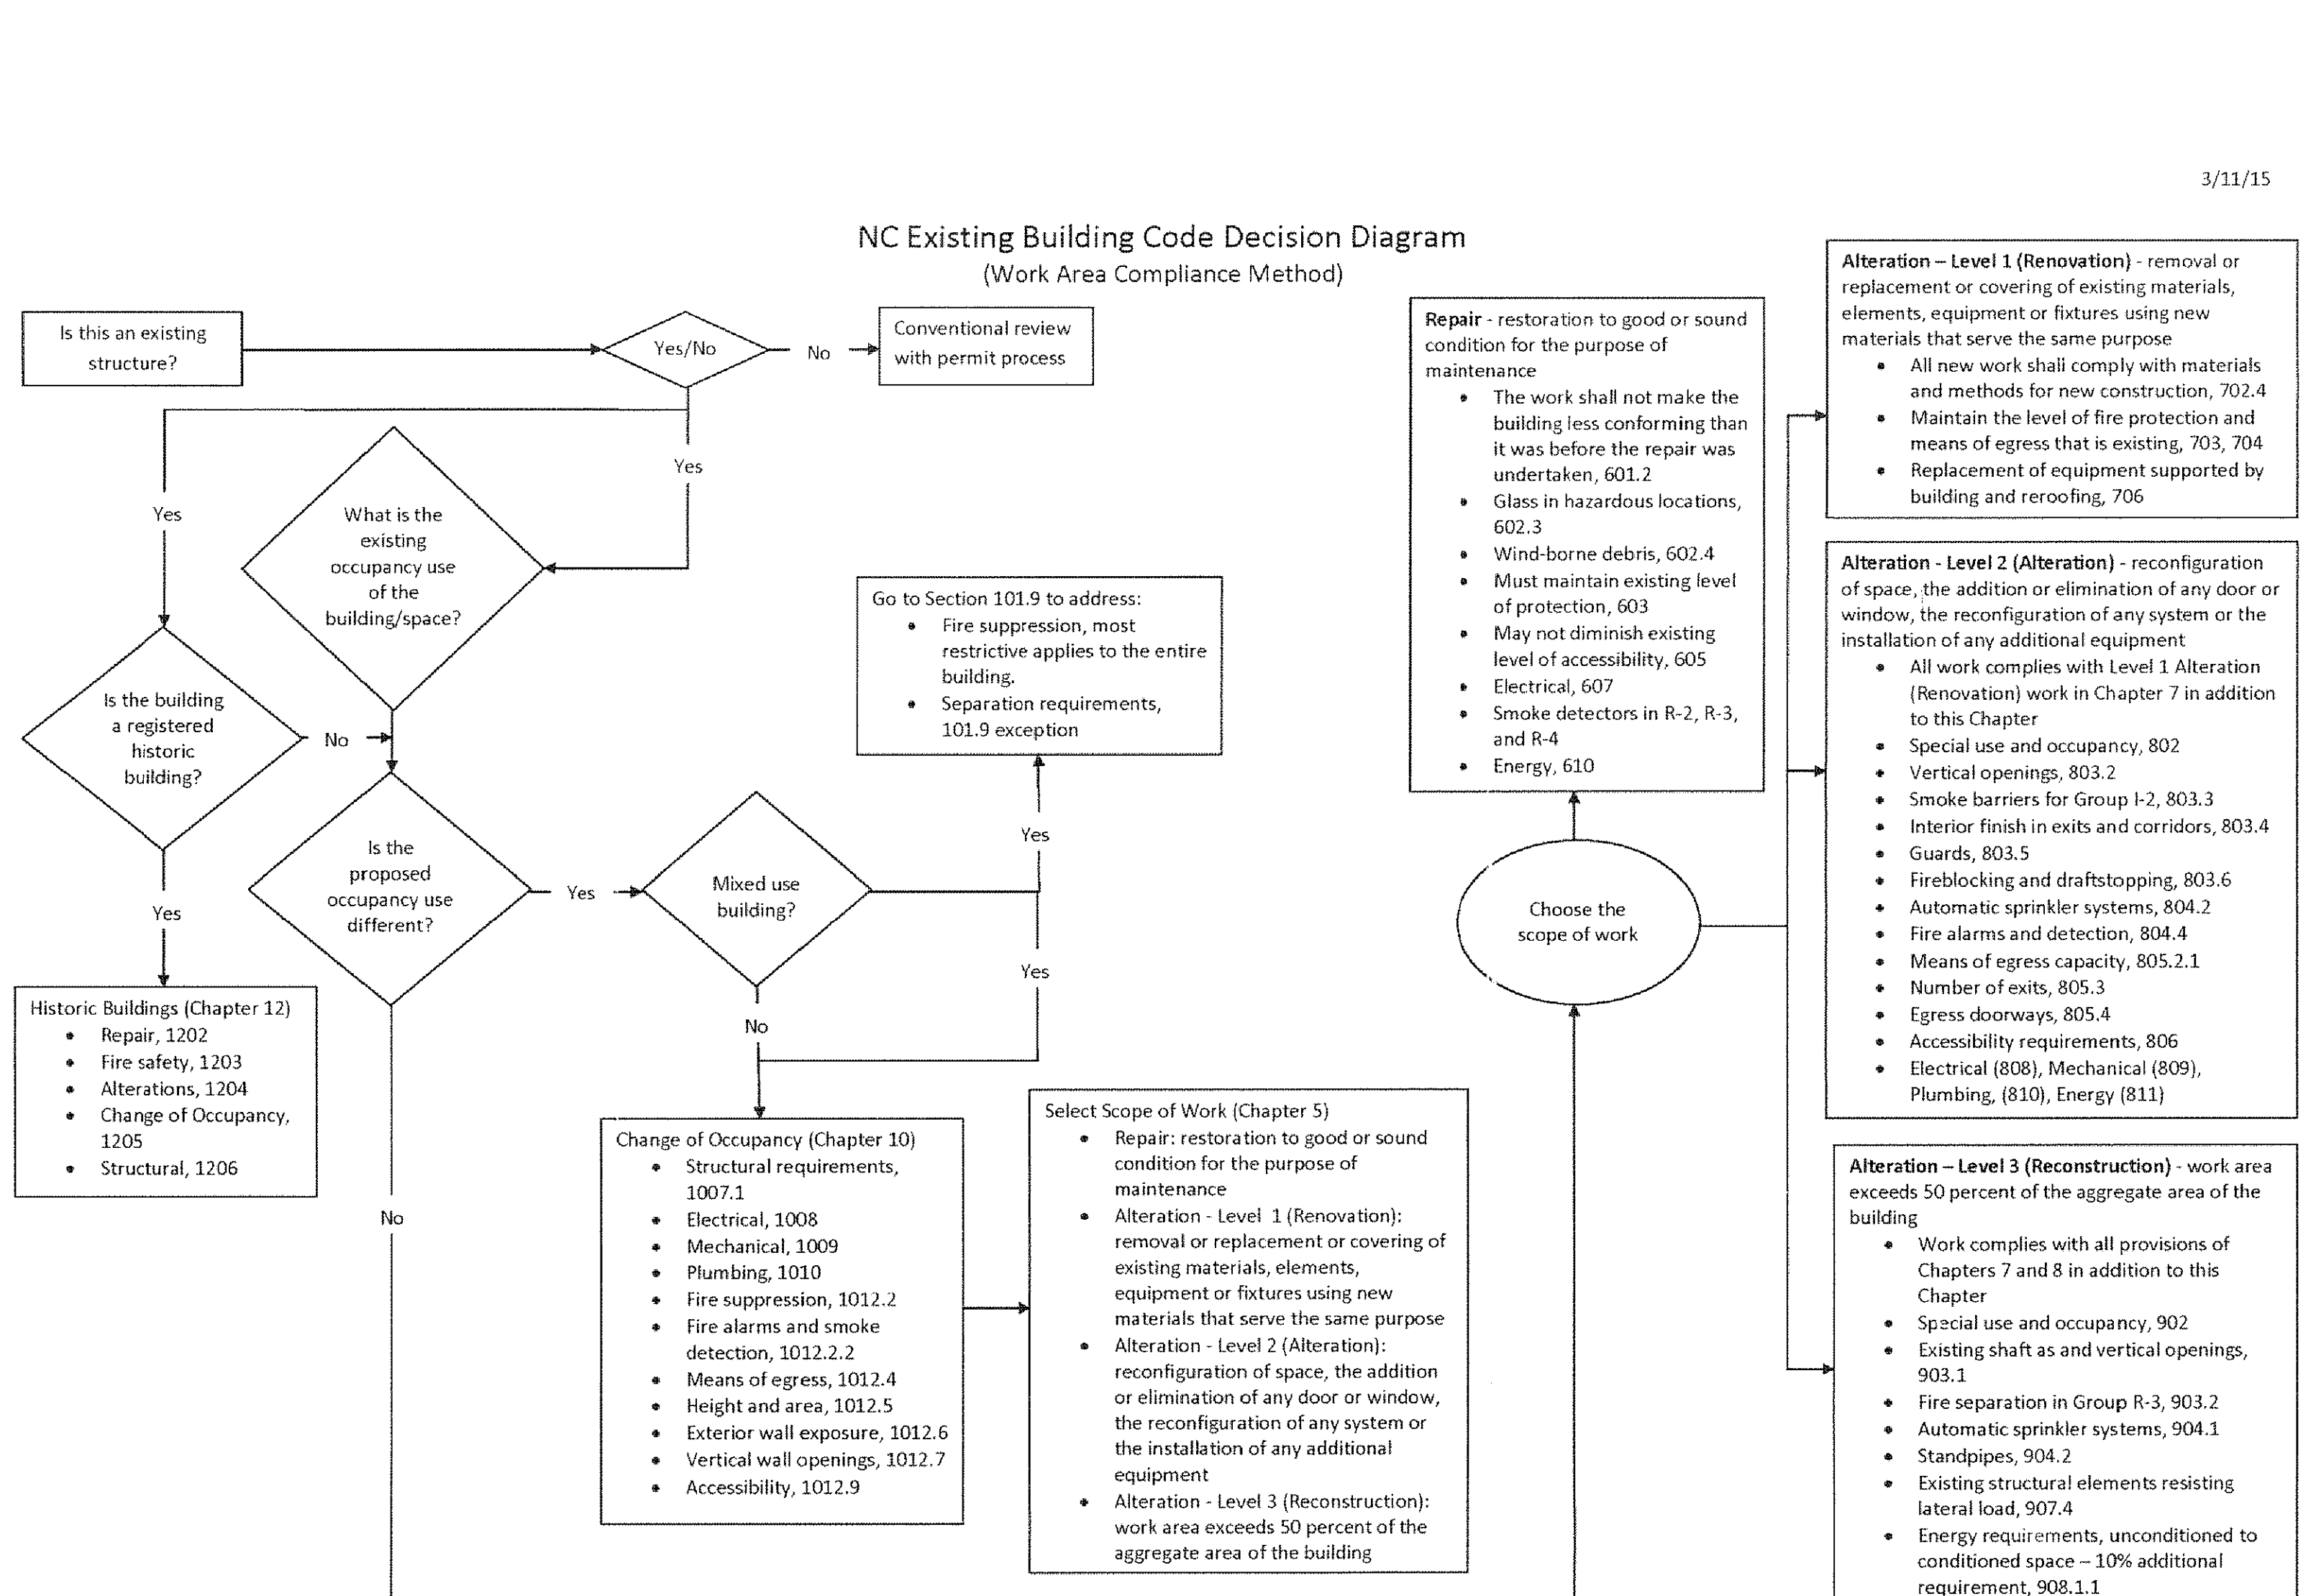 3/11/15
NC Existing Building Code Decision Diagram
(Work Area Compliance Method)
Is this an existing
structure?
Yes/No
No
Conventional review
with permit process
Yes
Yes
What is the
existing
occupancy use
of the
building/space?
Is the building
a registered
historic
building?
No
Yes
Historic Buildings (Chapter 12)
• Repair, 1202
• Fire safety, 1203
• Alterations, 1204
• Change of Occupancy,
1205
• Structural, 1206
Is the
proposed
occupancy use
different?
Yes
No
Mixed use
building?
Yes
Yes
No
Go to Section 101.9 to address:
• Fire suppression, most
restrictive applies to the entire
building.
• Separation requirements,
101.9 exception
Change of Occupancy (Chapter 10)
• Structural requirements,
1007.1
• Electrical, 1008
• Mechanical, 1009
• Plumbing, 1010
• Fire suppression, 1012.2
• Fire alarms and smoke
detection, 1012.2.2
• Means of egress, 1012.4
• Height and area, 1012.5
• Exterior wall exposure, 1012.6
• Vertical wall openings, 1012.7
• Accessibility, 1012.9
Select Scope of Work (Chapter 5)
• Repair: restoration to good or sound
condition for the purpose of
maintenance
• Alteration - Level 1 (Renovation):
removal or replacement or covering of
existing materials, elements,
equipment or fixtures using new
materials that serve the same purpose
• Alteration - Level 2 (Alteration):
reconfiguration of space, the addition
or elimination of any door or window,
the reconfiguration of any system or
the installation of any additional
equipment
• Alteration - Level 3 (Reconstruction):
work area exceeds 50 percent of the
aggregate area of the building
Repair - restoration to good or sound
condition for the purpose of
maintenance
• The work shall not make the
building less conforming than
it was before the repair was
undertaken, 601.2
• Glass in hazardous locations,
602.3
• Wind-borne debris, 602.4
• Must maintain existing level
of protection, 603
• May not diminish existing
level of accessibility, 605
• Electrical, 607
• Smoke detectors in R-2, R-3,
and R-4
• Energy, 610
Choose the
scope of work
Alteration – Level 1 (Renovation) - removal or
replacement or covering of existing materials,
elements, equipment or fixtures using new
materials that serve the same purpose
• All new work shall comply with materials
and methods for new construction, 702.4
• Maintain the level of fire protection and
means of egress that is existing, 703, 704
• Replacement of equipment supported by
building and reroofing, 706
Alteration - Level 2 (Alteration) - reconfiguration
of space, the addition or elimination of any door or
window, the reconfiguration of any system or the
installation of any additional equipment
• All work complies with Level 1 Alteration
(Renovation) work in Chapter 7 in addition
to this Chapter
• Special use and occupancy, 802
• Vertical openings, 803.2
• Smoke barriers for Group I-2, 803.3
• Interior finish in exits and corridors, 803.4
• Guards, 803.5
• Fireblocking and draftstopping, 803.6
• Automatic sprinkler systems, 804.2
• Fire alarms and detection, 804.4
• Means of egress capacity, 805.2.1
• Number of exits, 805.3
• Egress doorways, 805.4
• Accessibility requirements, 806
• Electrical (808), Mechanical (809),
Plumbing, (810), Energy (811)
Alteration – Level 3 (Reconstruction) - work area
exceeds 50 percent of the aggregate area of the
building
• Work complies with all provisions of
Chapters 7 and 8 in addition to this
Chapter
• Special use and occupancy, 902
• Existing shaft as and vertical openings,
903.1
• Fire separation in Group R-3, 903.2
• Automatic sprinkler systems, 904.1
• Standpipes, 904.2
• Existing structural elements resisting
lateral load, 907.4
• Energy requirements, unconditioned to
conditioned space – 10% additional
requirement, 908.1.1